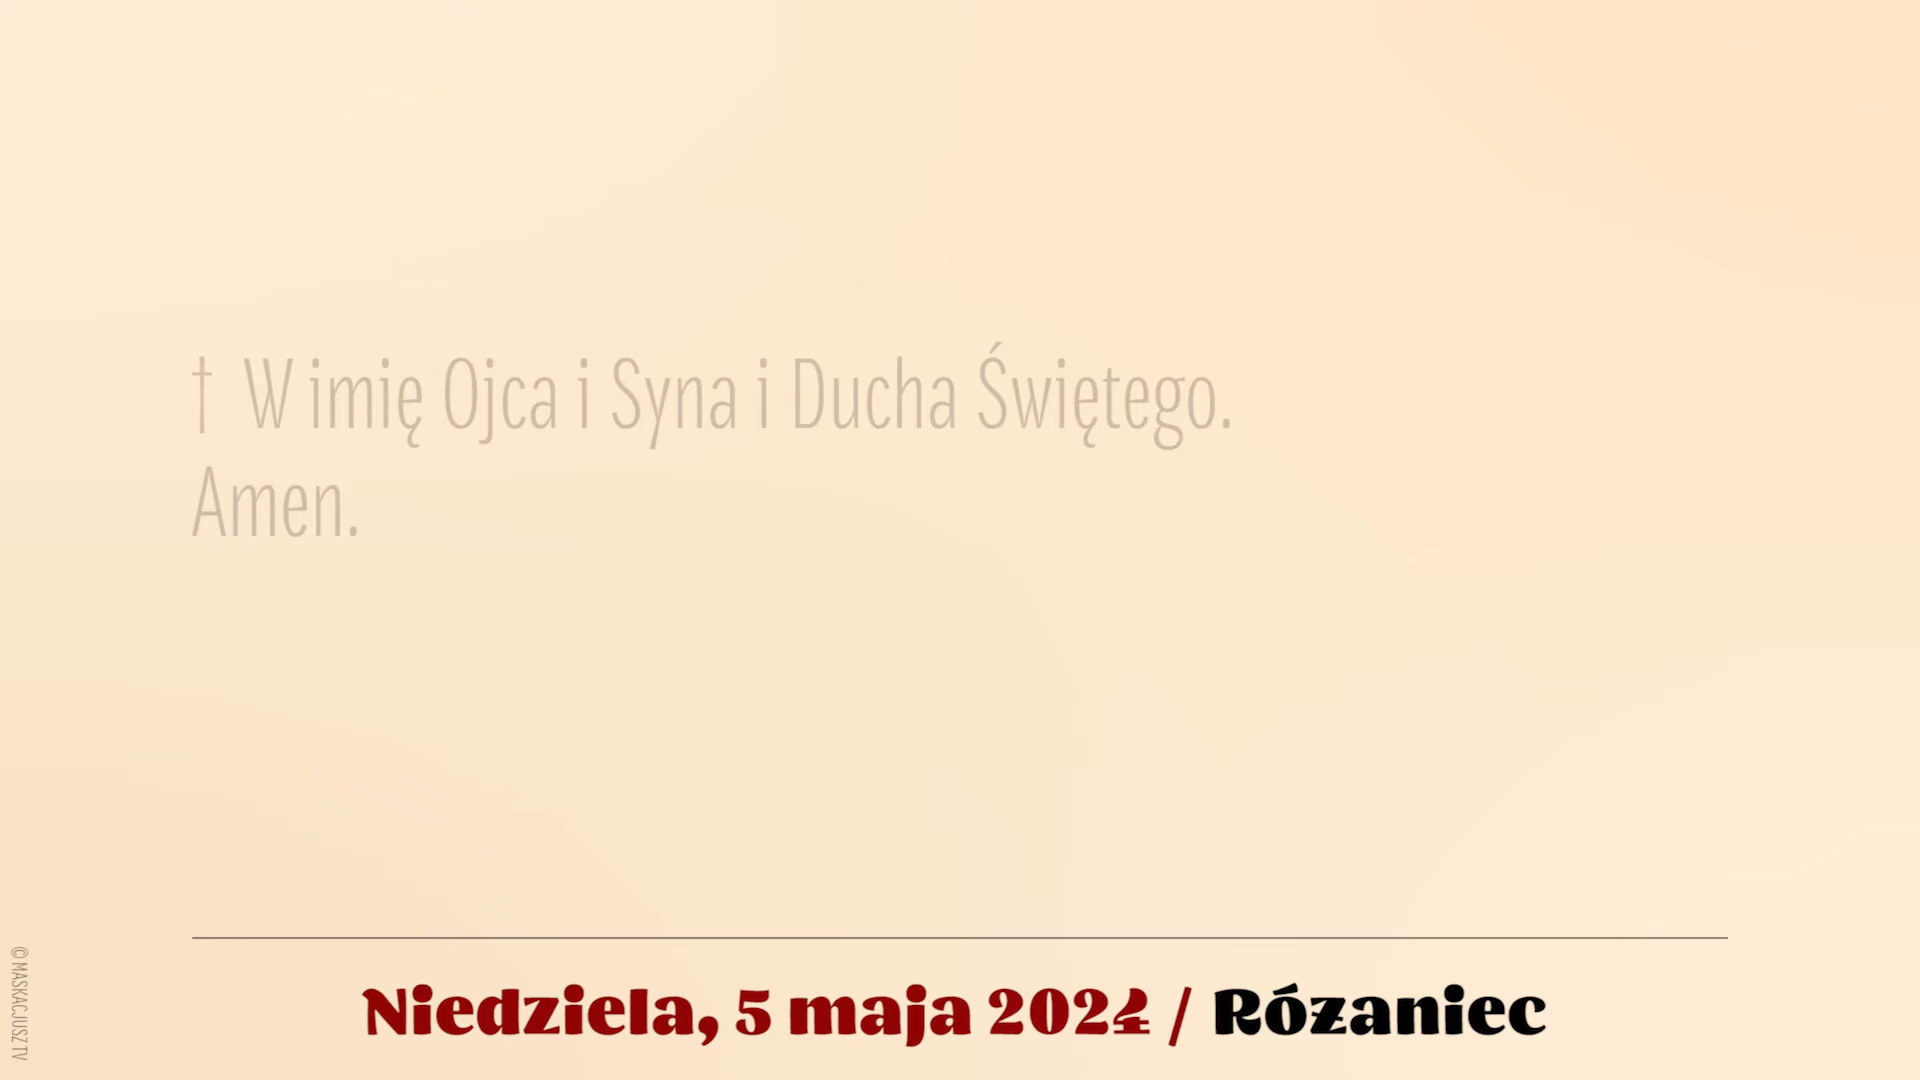 † W imię Ojca i Syna i Ducha Świętego.
Amen.
Niedziela, 5 maja 2024 / Różaniec
© MASKACJUSZ TV